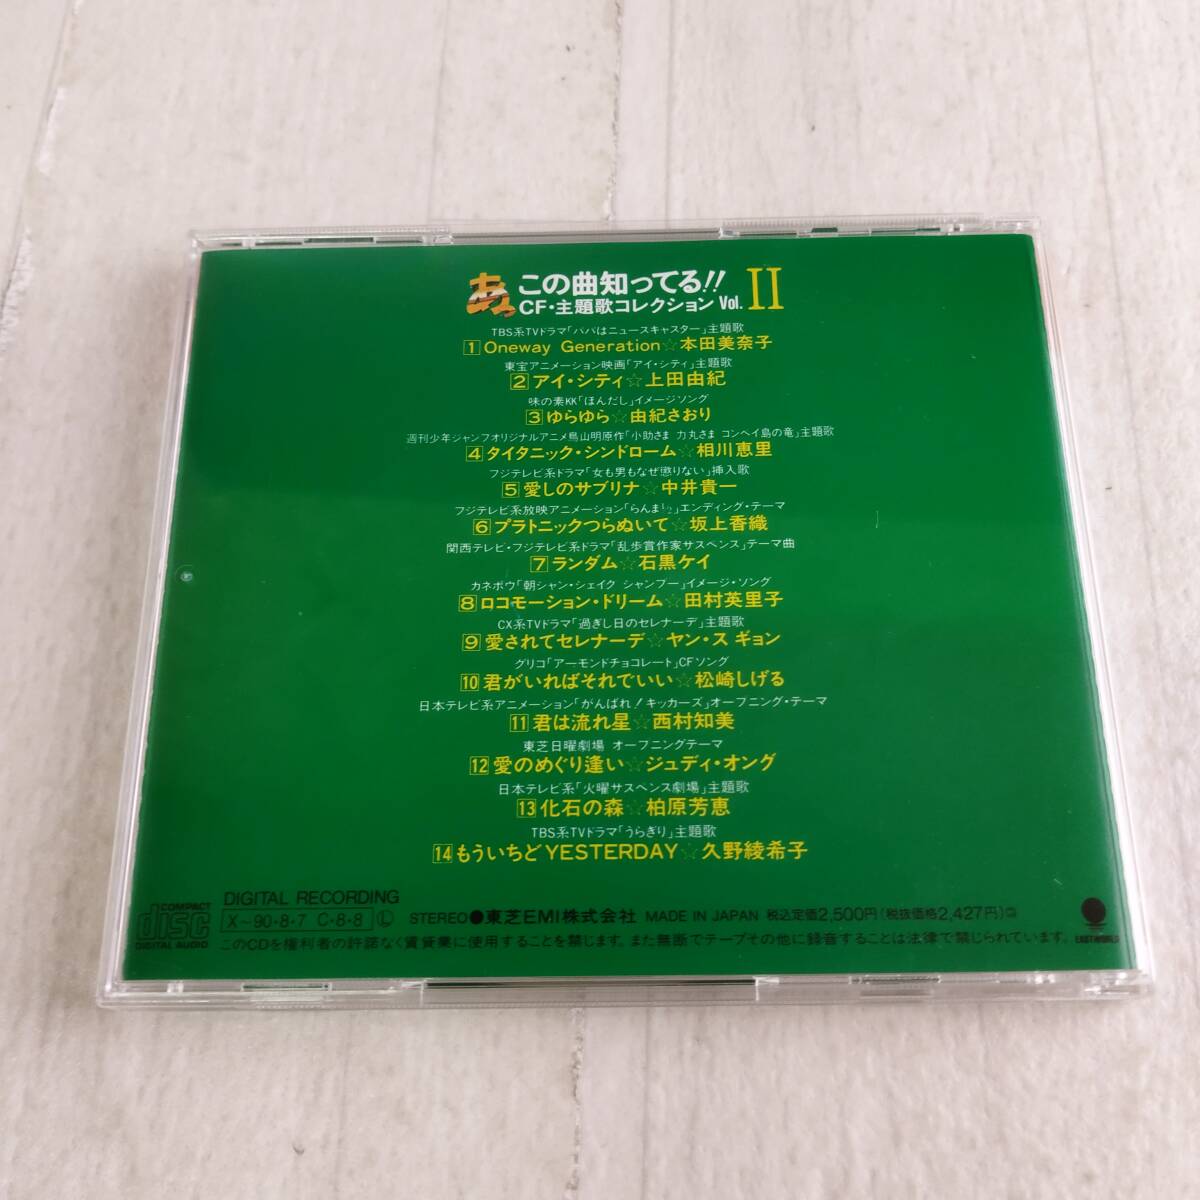 あっ この曲知ってる!!
CF・主題歌コレクション Vol. II
TBS系TVドラマ「パパはニュースキャスター」主題歌
1 Oneway Generation☆本田美奈子
東宝アニメーション映画「アイ・シティ」主題歌
2 アイ・シティ☆上田由紀
味の素KK「ほんだし」イメージソング
3 ゆらゆら☆由紀さおり
週刊少年ジャンプオリジナルアニメ鳥山明原作「小助さま 力丸さま コンペイ島の竜」主題歌
4 タイタニック・シンドローム☆相川恵里
フジテレビ系ドラマ「女も男もなぜ懲りない」挿入歌
5 愛しのサブリナ☆中井貴一
フジテレビ系放映アニメーション「らんま½」エンディング・テーマ
6 プラトニックつらぬいて☆坂上香織
関西テレビ・フジテレビ系ドラマ「乱歩賞作家サスペンス」テーマ曲
7 ランダム☆石黒ケイ
カネボウ「朝シャン・シェイク シャンプー」イメージ・ソング
8 ロコモーション・ドリーム☆田村英里子
CX系TVドラマ「過ぎし日のセレナーデ」主題歌
9 愛されてセレナーデ☆ヤン・スギョン
グリコ「アーモンドチョコレート」CFソング
10 君がいればそれでいい☆松崎しげる
日本テレビ系アニメーション「がんばれ!キッカーズ」オープニング・テーマ
11 君は流れ星☆西村知美
東芝日曜劇場 オープニングテーマ
12 愛のめぐり逢い☆ジュディ・オング
日本テレビ系「火曜サスペンス劇場」主題歌
13 化石の森☆柏原芳恵
TBS系TVドラマ「うらぎり」主題歌
14 もういちどYESTERDAY☆久野綾希子
COMPACT disc DIGITAL AUDIO
DIGITAL RECORDING
X〜90・8・7 C・8・8 Ⓛ STEREO●東芝EMI株式会社 MADE IN JAPAN 税込定価2,500円(税抜価格2,427円)
EASTWORLD
このCDを権利者の許諾なく賃貸業に使用することを禁じます。また無断でテープその他に録音することは法律で禁じられています。